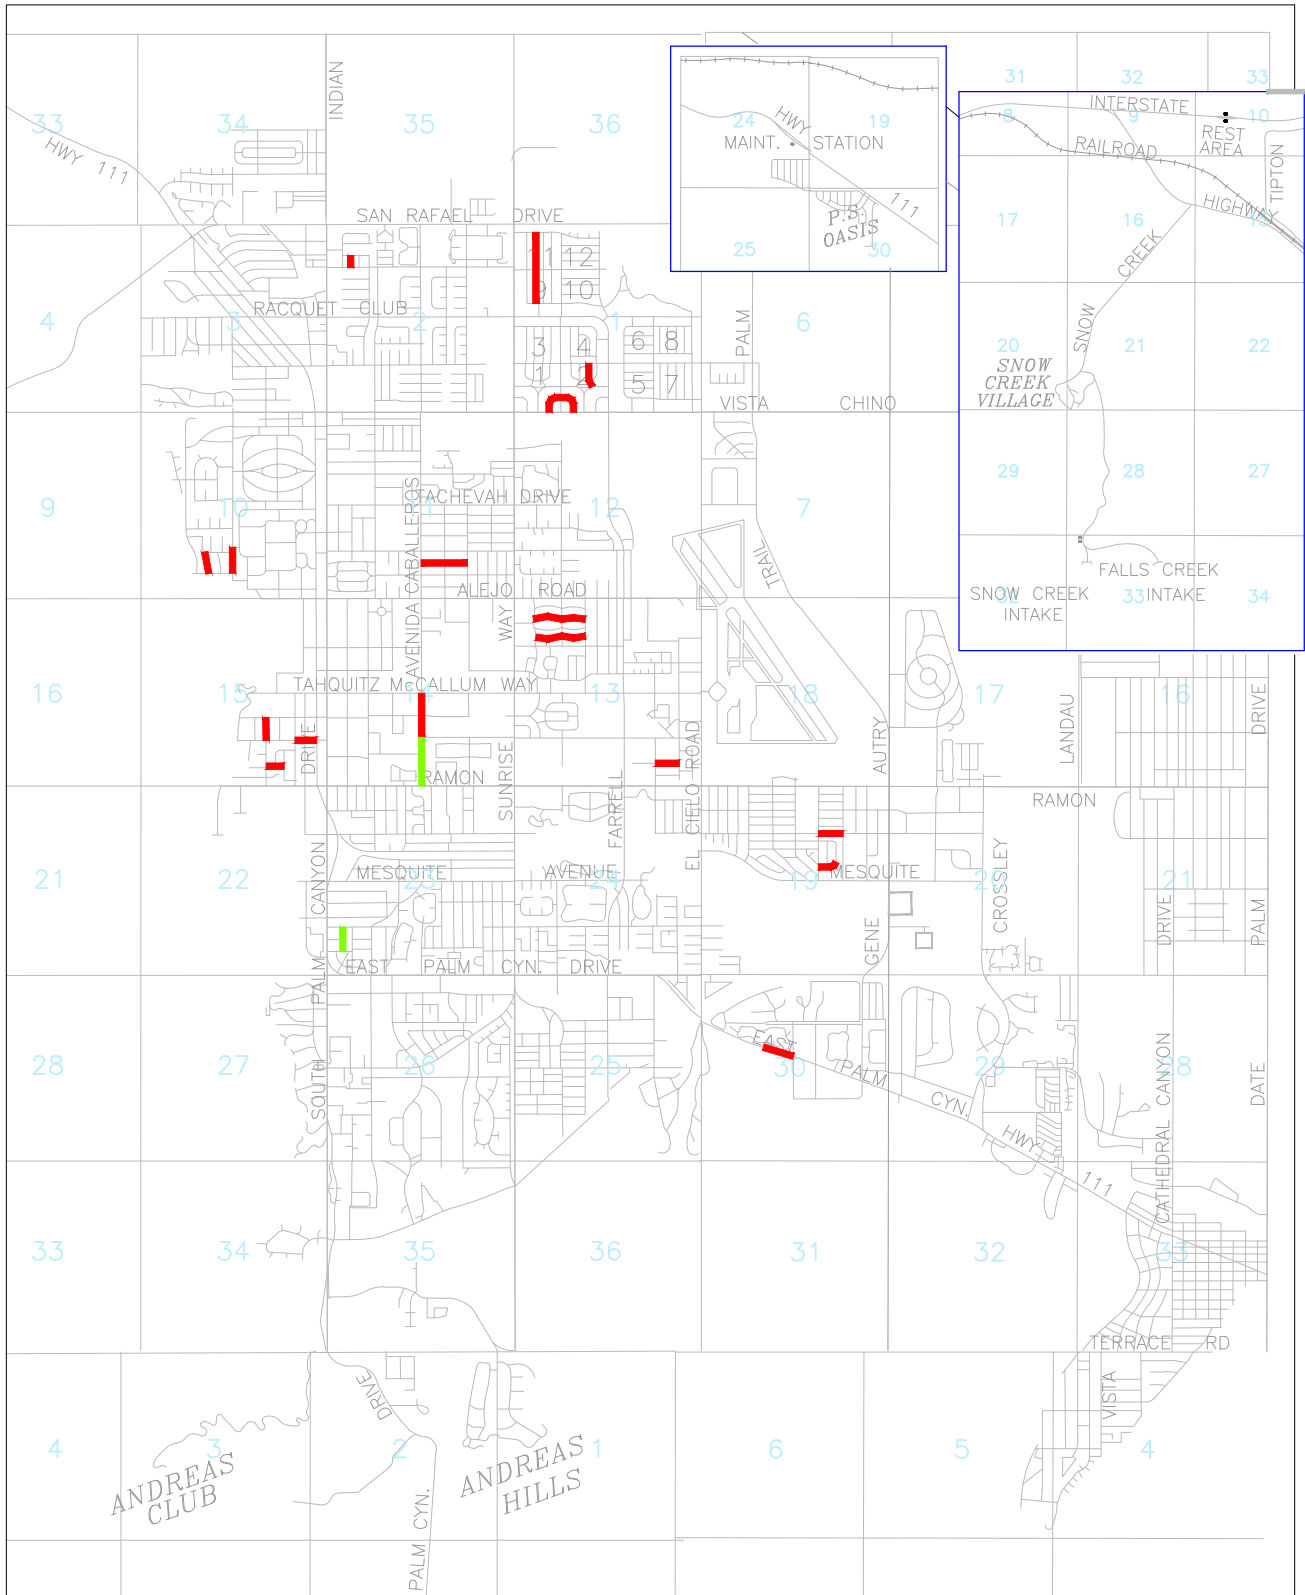 31
32
33
INTERSTATE
8
9
10
REST
AREA
RAILROAD
TIPTON
HIGHWAY
17
16
15
CREEK
SNOW
20
21
22
SNOW
CREEK
VILLAGE
29
28
27
FALLS CREEK
INTAKE
SNOW CREEK
INTAKE
32
33
34
24
19
HWY
111
MAINT. STATION
P.S.
OASIS
25
30
33
34
35
36
HWY 111
INDIAN
SAN RAFAEL DRIVE
11
12
9
10
RACQUET CLUB
4
3
2
1
6
3
4
6
8
1
2
5
7
PALM
VISTA CHINO
9
10
11
12
7
TACHEVAH DRIVE
AVENIDA CABALLEROS
TRAIL
ALEJO ROAD
WAY
16
15
14
13
18
17
16
TAHQUITZ McCALLUM WAY
DRIVE
RAMON
SUNRISE
FARRELL
EL CIELO ROAD
AUTRY
LANDAU
DRIVE
RAMON
21
22
23
24
19
20
21
MESQUITE AVENUE
MESQUITE
CANYON
CROSSLEY
GENE
DRIVE
PALM
EAST PALM CYN. DRIVE
PALM
SOUTH
28
27
26
25
30
29
28
EAST
PALM
CYN.
HWY
111
CATHEDRAL CANYON
DATE
33
34
35
36
31
32
33
TERRACE RD
VISTA
DRIVE
4
3
2
1
6
5
4
ANDREAS
CLUB
ANDREAS
HILLS
PALM CYN.